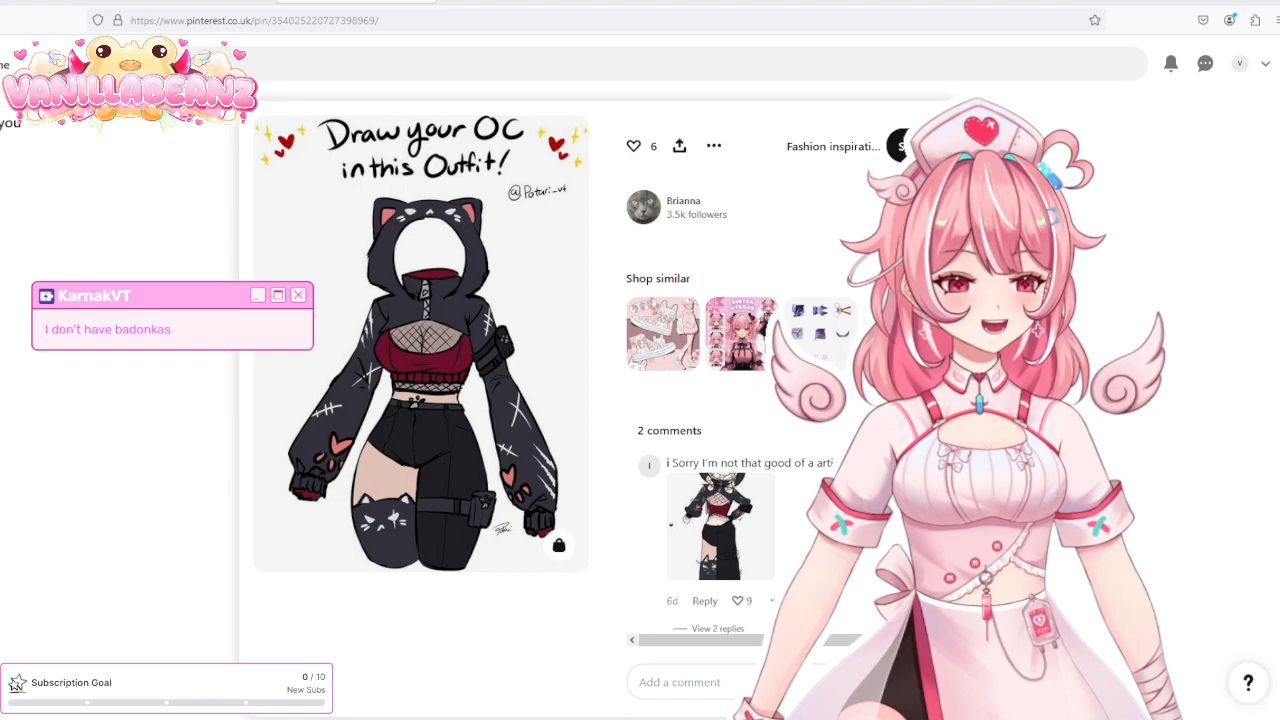 https://www.pinterest.co.uk/pin/354025220727398969/
VANILLABEANZ
you
V
Draw your OC
in this Outfit!
6
Fashion inspirati...
S
Brianna
3.5k followers
Shop similar
KarnakVT
I don't have badonkas
2 comments
I
i Sorry I'm not that good of a arti
6d
Reply
9
View 2 replies
Add a comment
Subscription Goal
0 / 10
New Subs
?